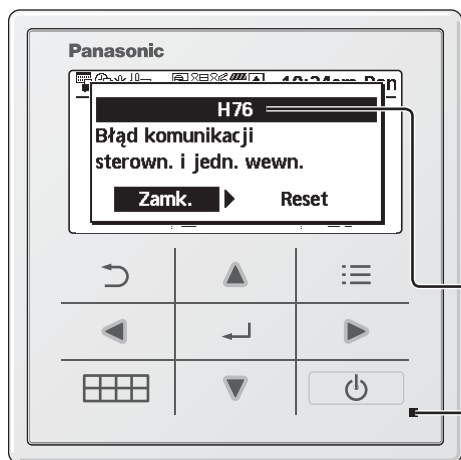 Panasonic
10:34am Pon
H76
Błąd komunikacji
sterown. i jedn. wewn.
Zamk. Reset